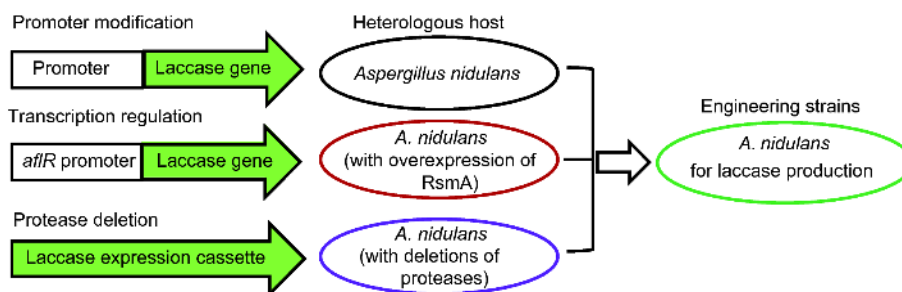 Promoter modification
Heterologous host
Promoter
Laccase gene
Aspergillus nidulans
Transcription regulation
Engineering strains
aflR promoter
Laccase gene
A. nidulans
(with overexpression of
RsmA)
A. nidulans
for laccase production
Protease deletion
Laccase expression cassette
A. nidulans
(with deletions of
proteases)